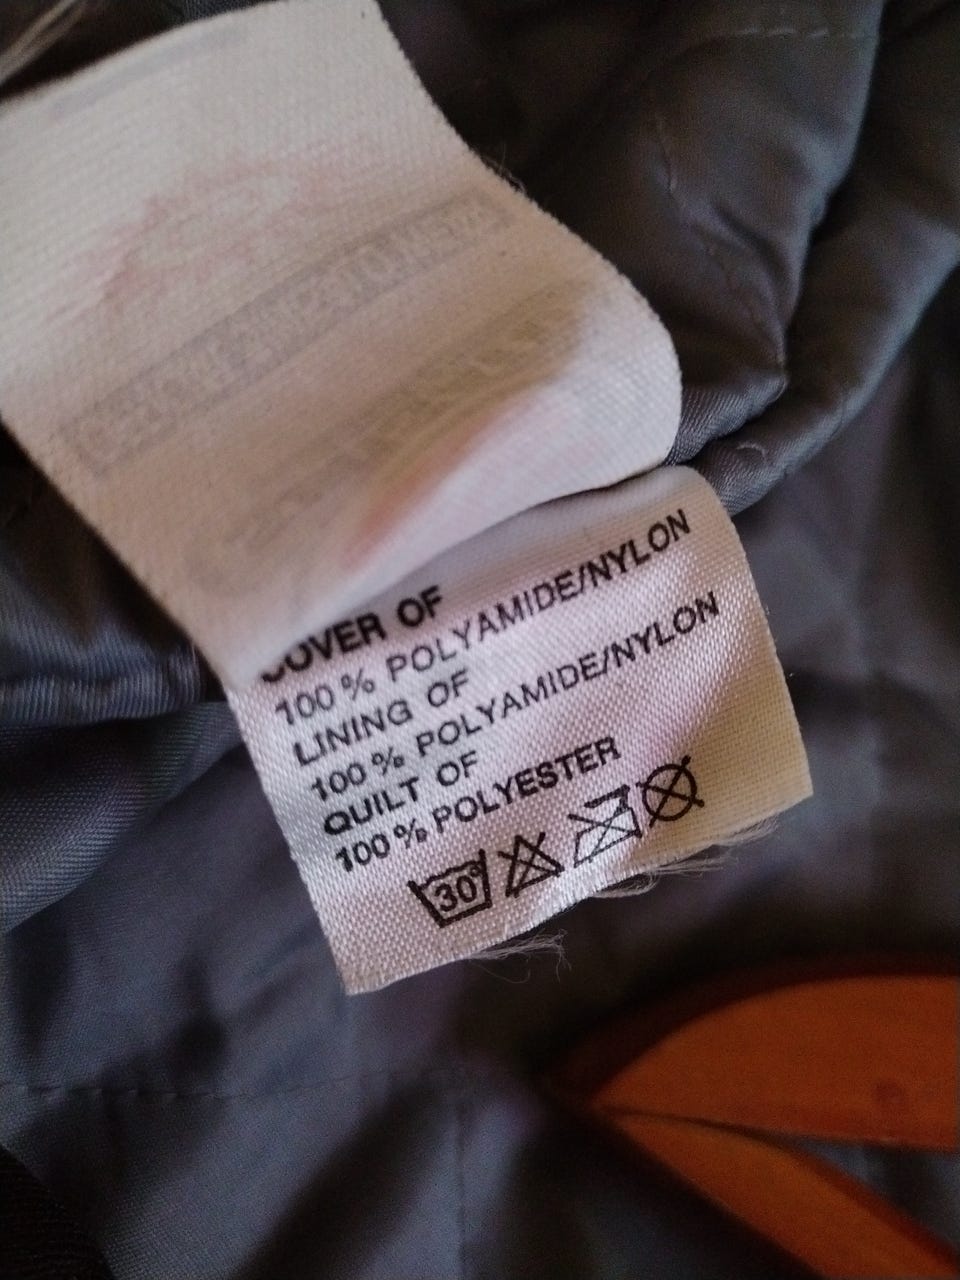 COVER OF
100 % POLYAMIDE/NYLON
LINING OF
100 % POLYAMIDE/NYLON
QUILT OF
100 % POLYESTER
30°